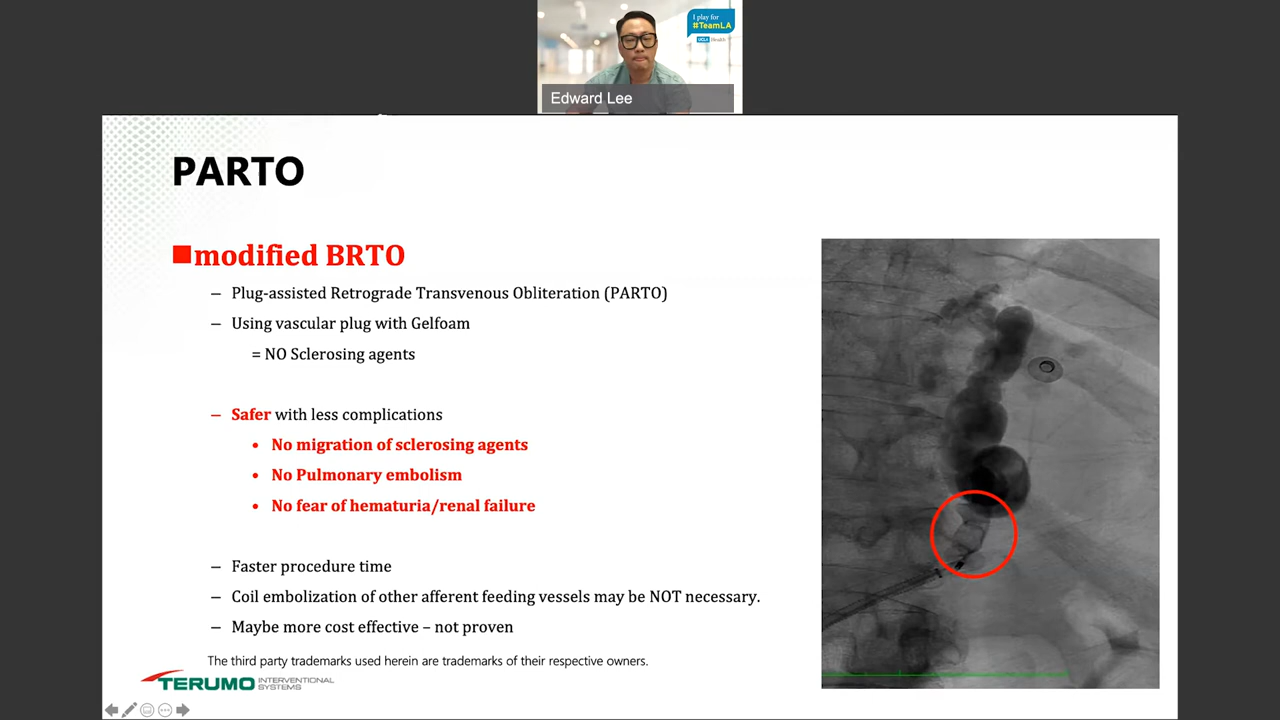 I play for
#TeamLA
UCLA Health
Edward Lee
PARTO
modified BRTO
– Plug-assisted Retrograde Transvenous Obliteration (PARTO)
– Using vascular plug with Gelfoam
= NO Sclerosing agents
– Safer with less complications
• No migration of sclerosing agents
• No Pulmonary embolism
• No fear of hematuria/renal failure
– Faster procedure time
– Coil embolization of other afferent feeding vessels may be NOT necessary.
– Maybe more cost effective – not proven
The third party trademarks used herein are trademarks of their respective owners.
TERUMO INTERVENTIONAL
SYSTEMS